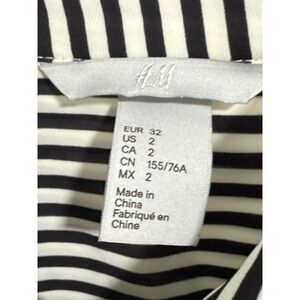 H&M
EUR 32
US 2
CA 2
CN 155/76A
MX 2
Made in
China
Fabriqué en
Chine